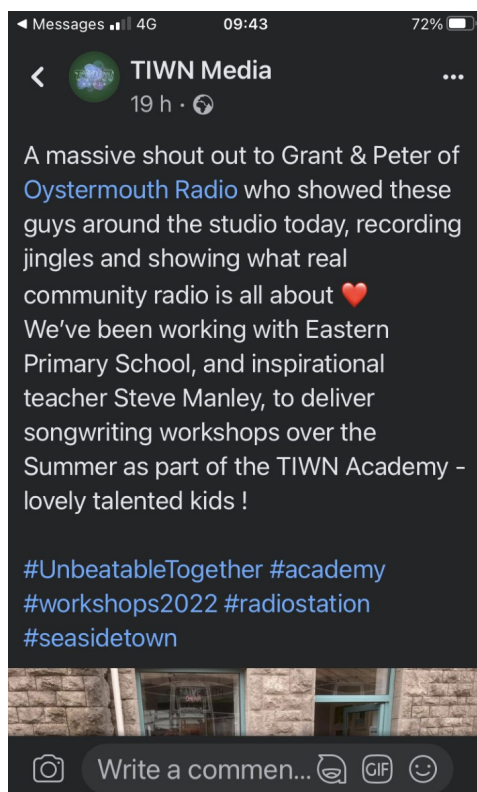 ◀ Messages 4G 09:43 72%
TIWN Media
19 h ·
A massive shout out to Grant & Peter of
Oystermouth Radio who showed these
guys around the studio today, recording
jingles and showing what real
community radio is all about ❤️
We've been working with Eastern
Primary School, and inspirational
teacher Steve Manley, to deliver
songwriting workshops over the
Summer as part of the TIWN Academy -
lovely talented kids !
#UnbeatableTogether #academy
#workshops2022 #radiostation
#seasidetown
Write a commen...
GIF